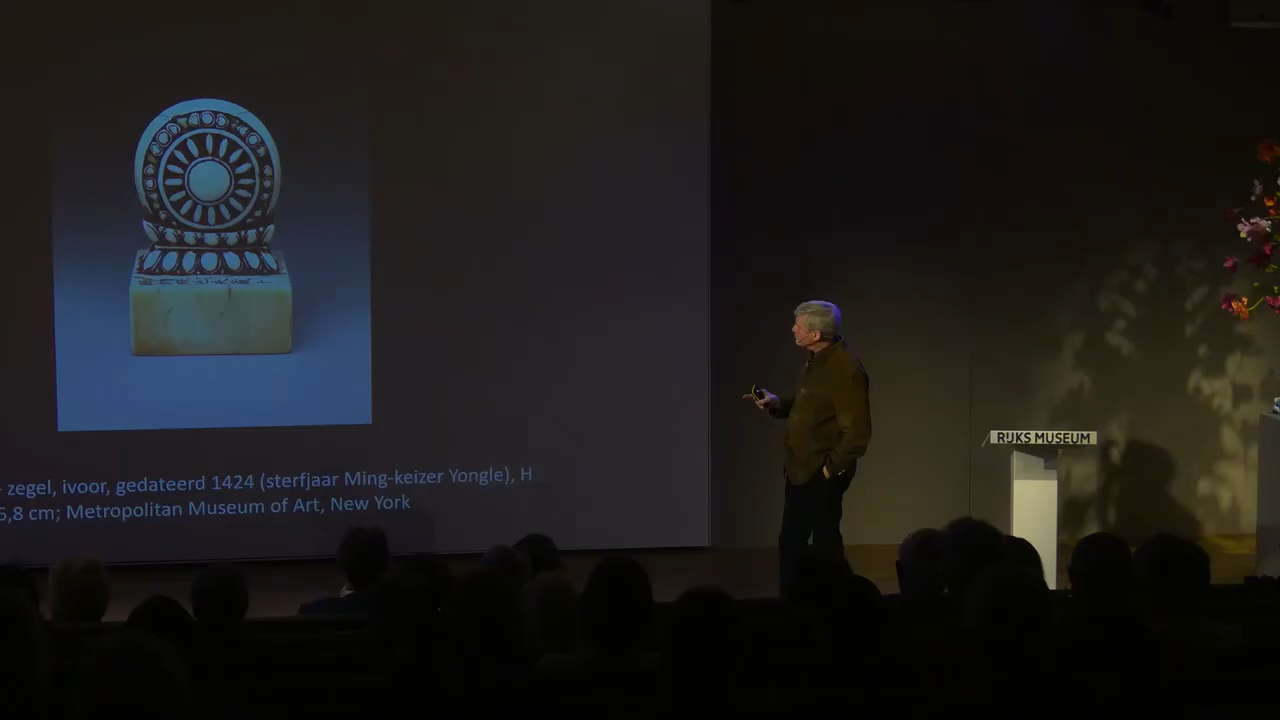 - zegel, ivoor, gedateerd 1424 (sterfjaar Ming-keizer Yongle), H
5,8 cm; Metropolitan Museum of Art, New York
RIJKS MUSEUM